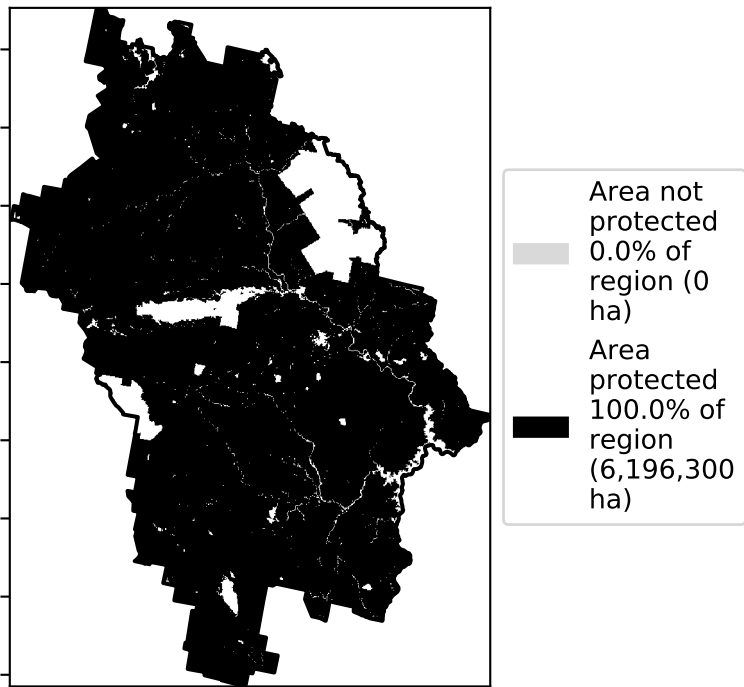 Area not
protected
0.0% of
region (0
ha)
Area
protected
100.0% of
region
(6,196,300
ha)